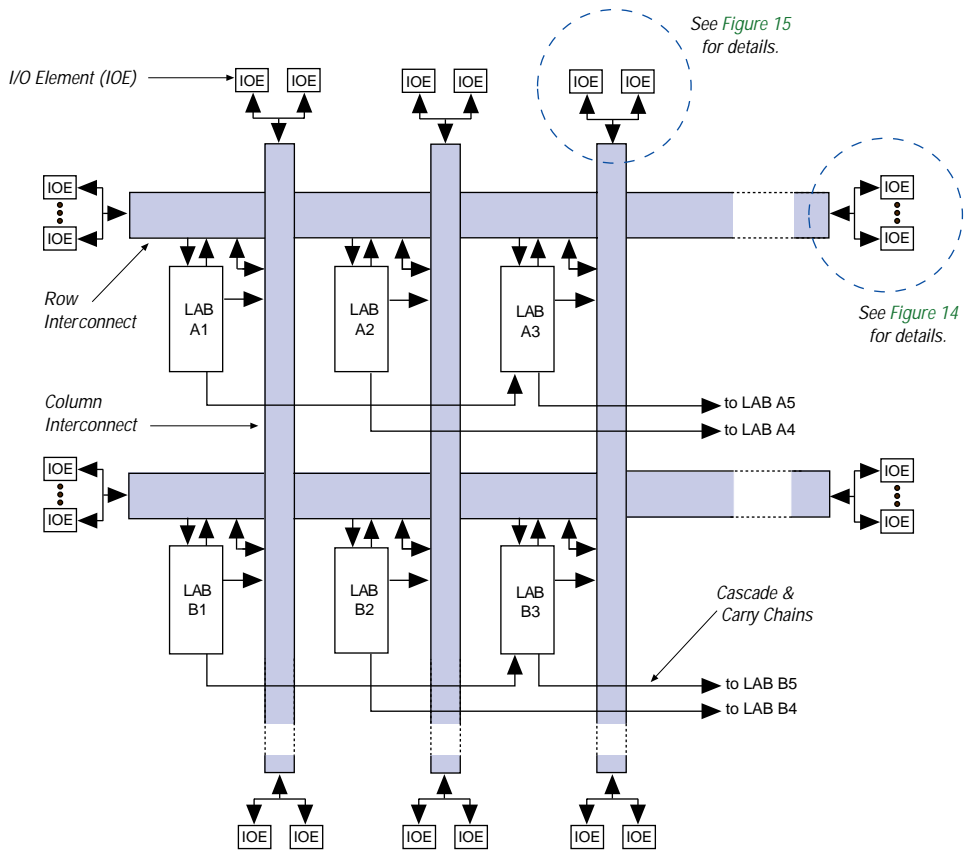 See Figure 15
for details.
I/O Element (IOE)
IOE IOE IOE IOE IOE IOE
IOE IOE
IOE IOE
Row
Interconnect
LAB
A1
LAB
A2
LAB
A3
See Figure 14
for details.
Column
Interconnect
to LAB A5
to LAB A4
IOE IOE
IOE IOE
LAB
B1
LAB
B2
LAB
B3
Cascade &
Carry Chains
to LAB B5
to LAB B4
IOE IOE IOE IOE IOE IOE